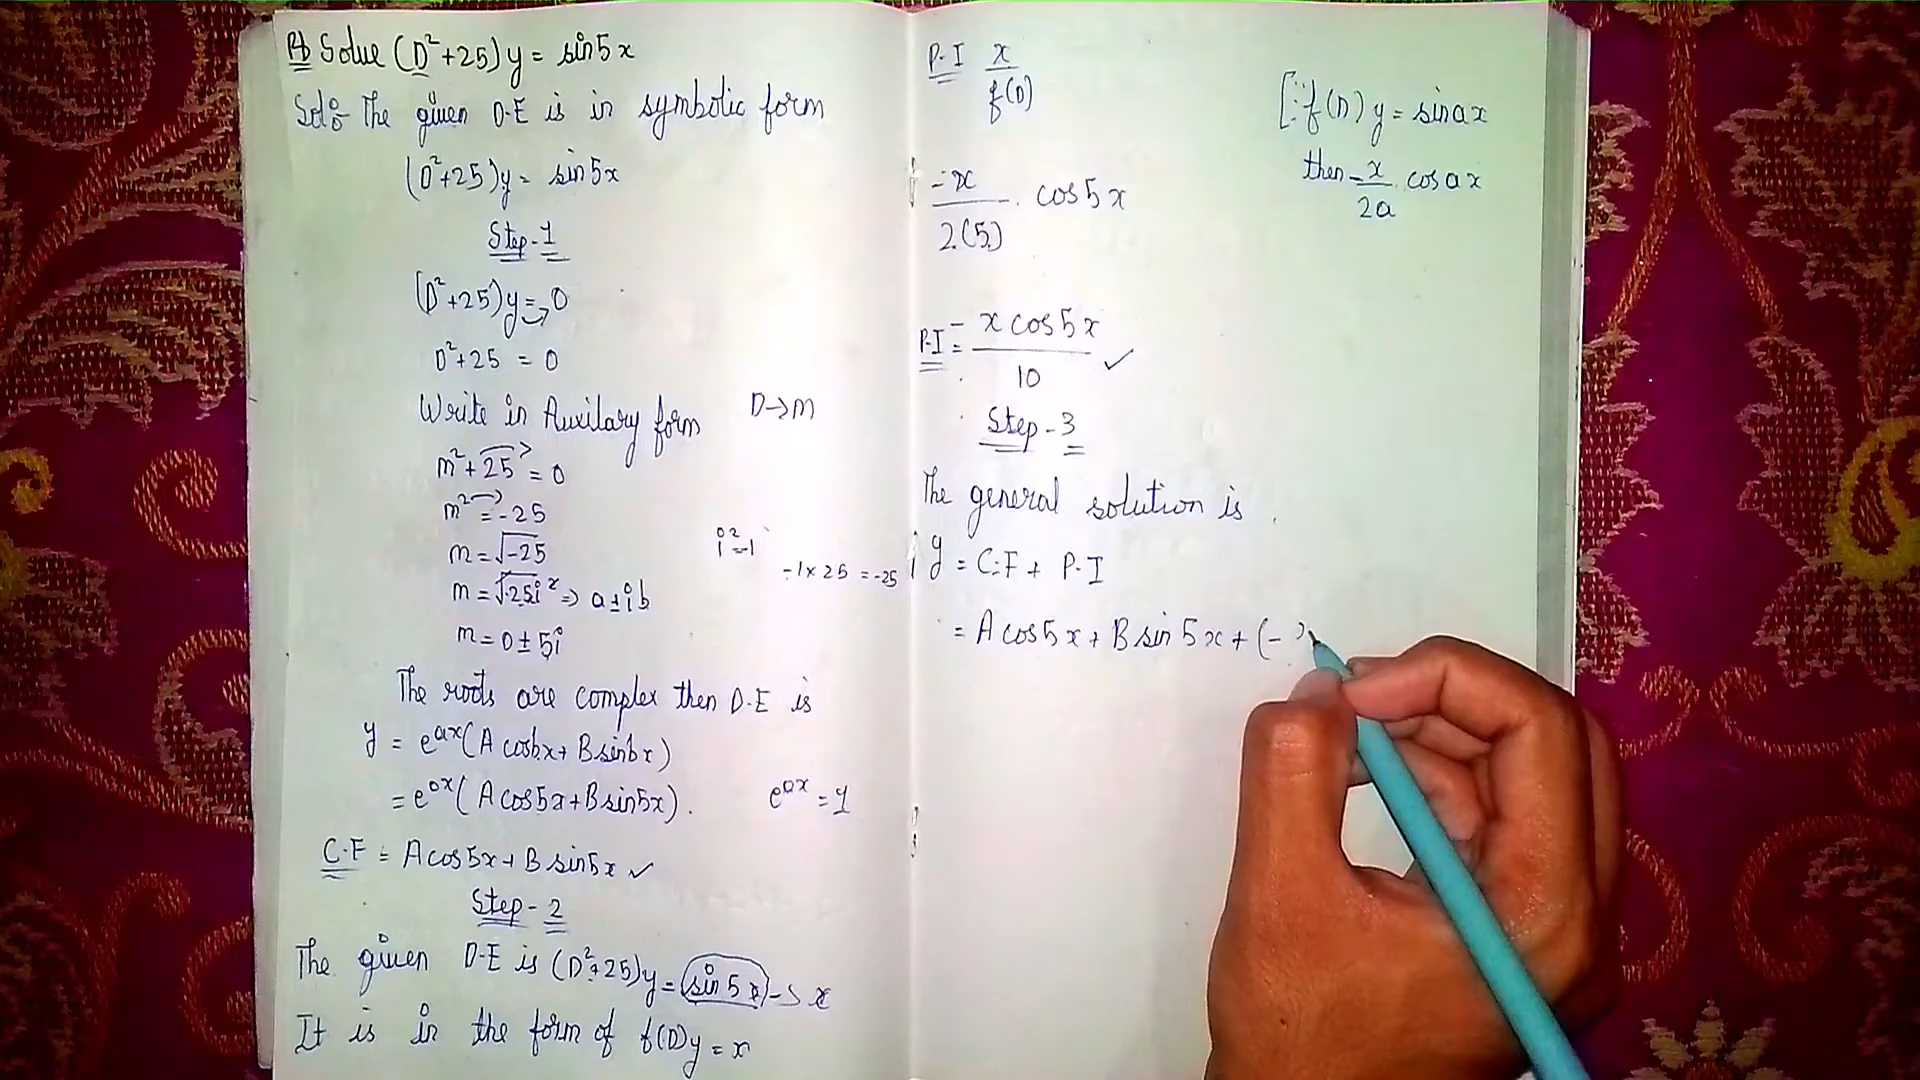 Pb Solve (D²+25)y = sin5x
Sol:- The given D.E is in symbolic form
(D²+25)y = sin5x
Step-1
(D²+25)y = 0
D²+25 = 0
Write in Auxilary form D→m
m²+25 = 0
m² = -25
m = √-25
i² = -1
-1×25 = -25
m = √25i² => a±ib
m = 0±5i
The roots are complex then D.E is
y = e^ax(A cosbx + B sinbx)
= e^0x(A cos5x + B sin5x). e^0x = 1
C.F = A cos5x + B sin5x ✓
Step-2
The given D.E is (D²+25)y = sin5x → x
It is in the form of f(D)y = x
P.I x/f(D)
[∵ f(D)y = sinax
then -x/2a cosax
-x/2(5) . cos5x
P.I = -x cos5x/10 ✓
Step-3
The general solution is
y = C.F + P.I
= A cos5x + B sin5x + (-